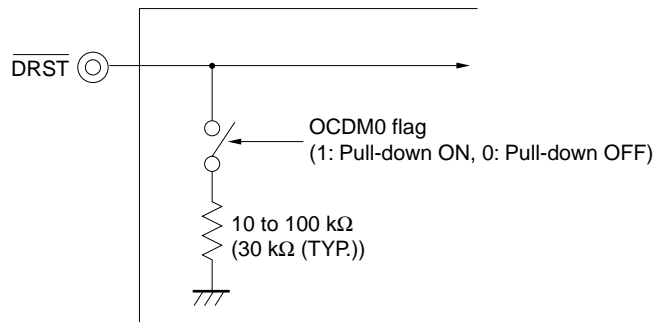 DRST
OCDM0 flag
(1: Pull-down ON, 0: Pull-down OFF)
10 to 100 kΩ
(30 kΩ (TYP.))